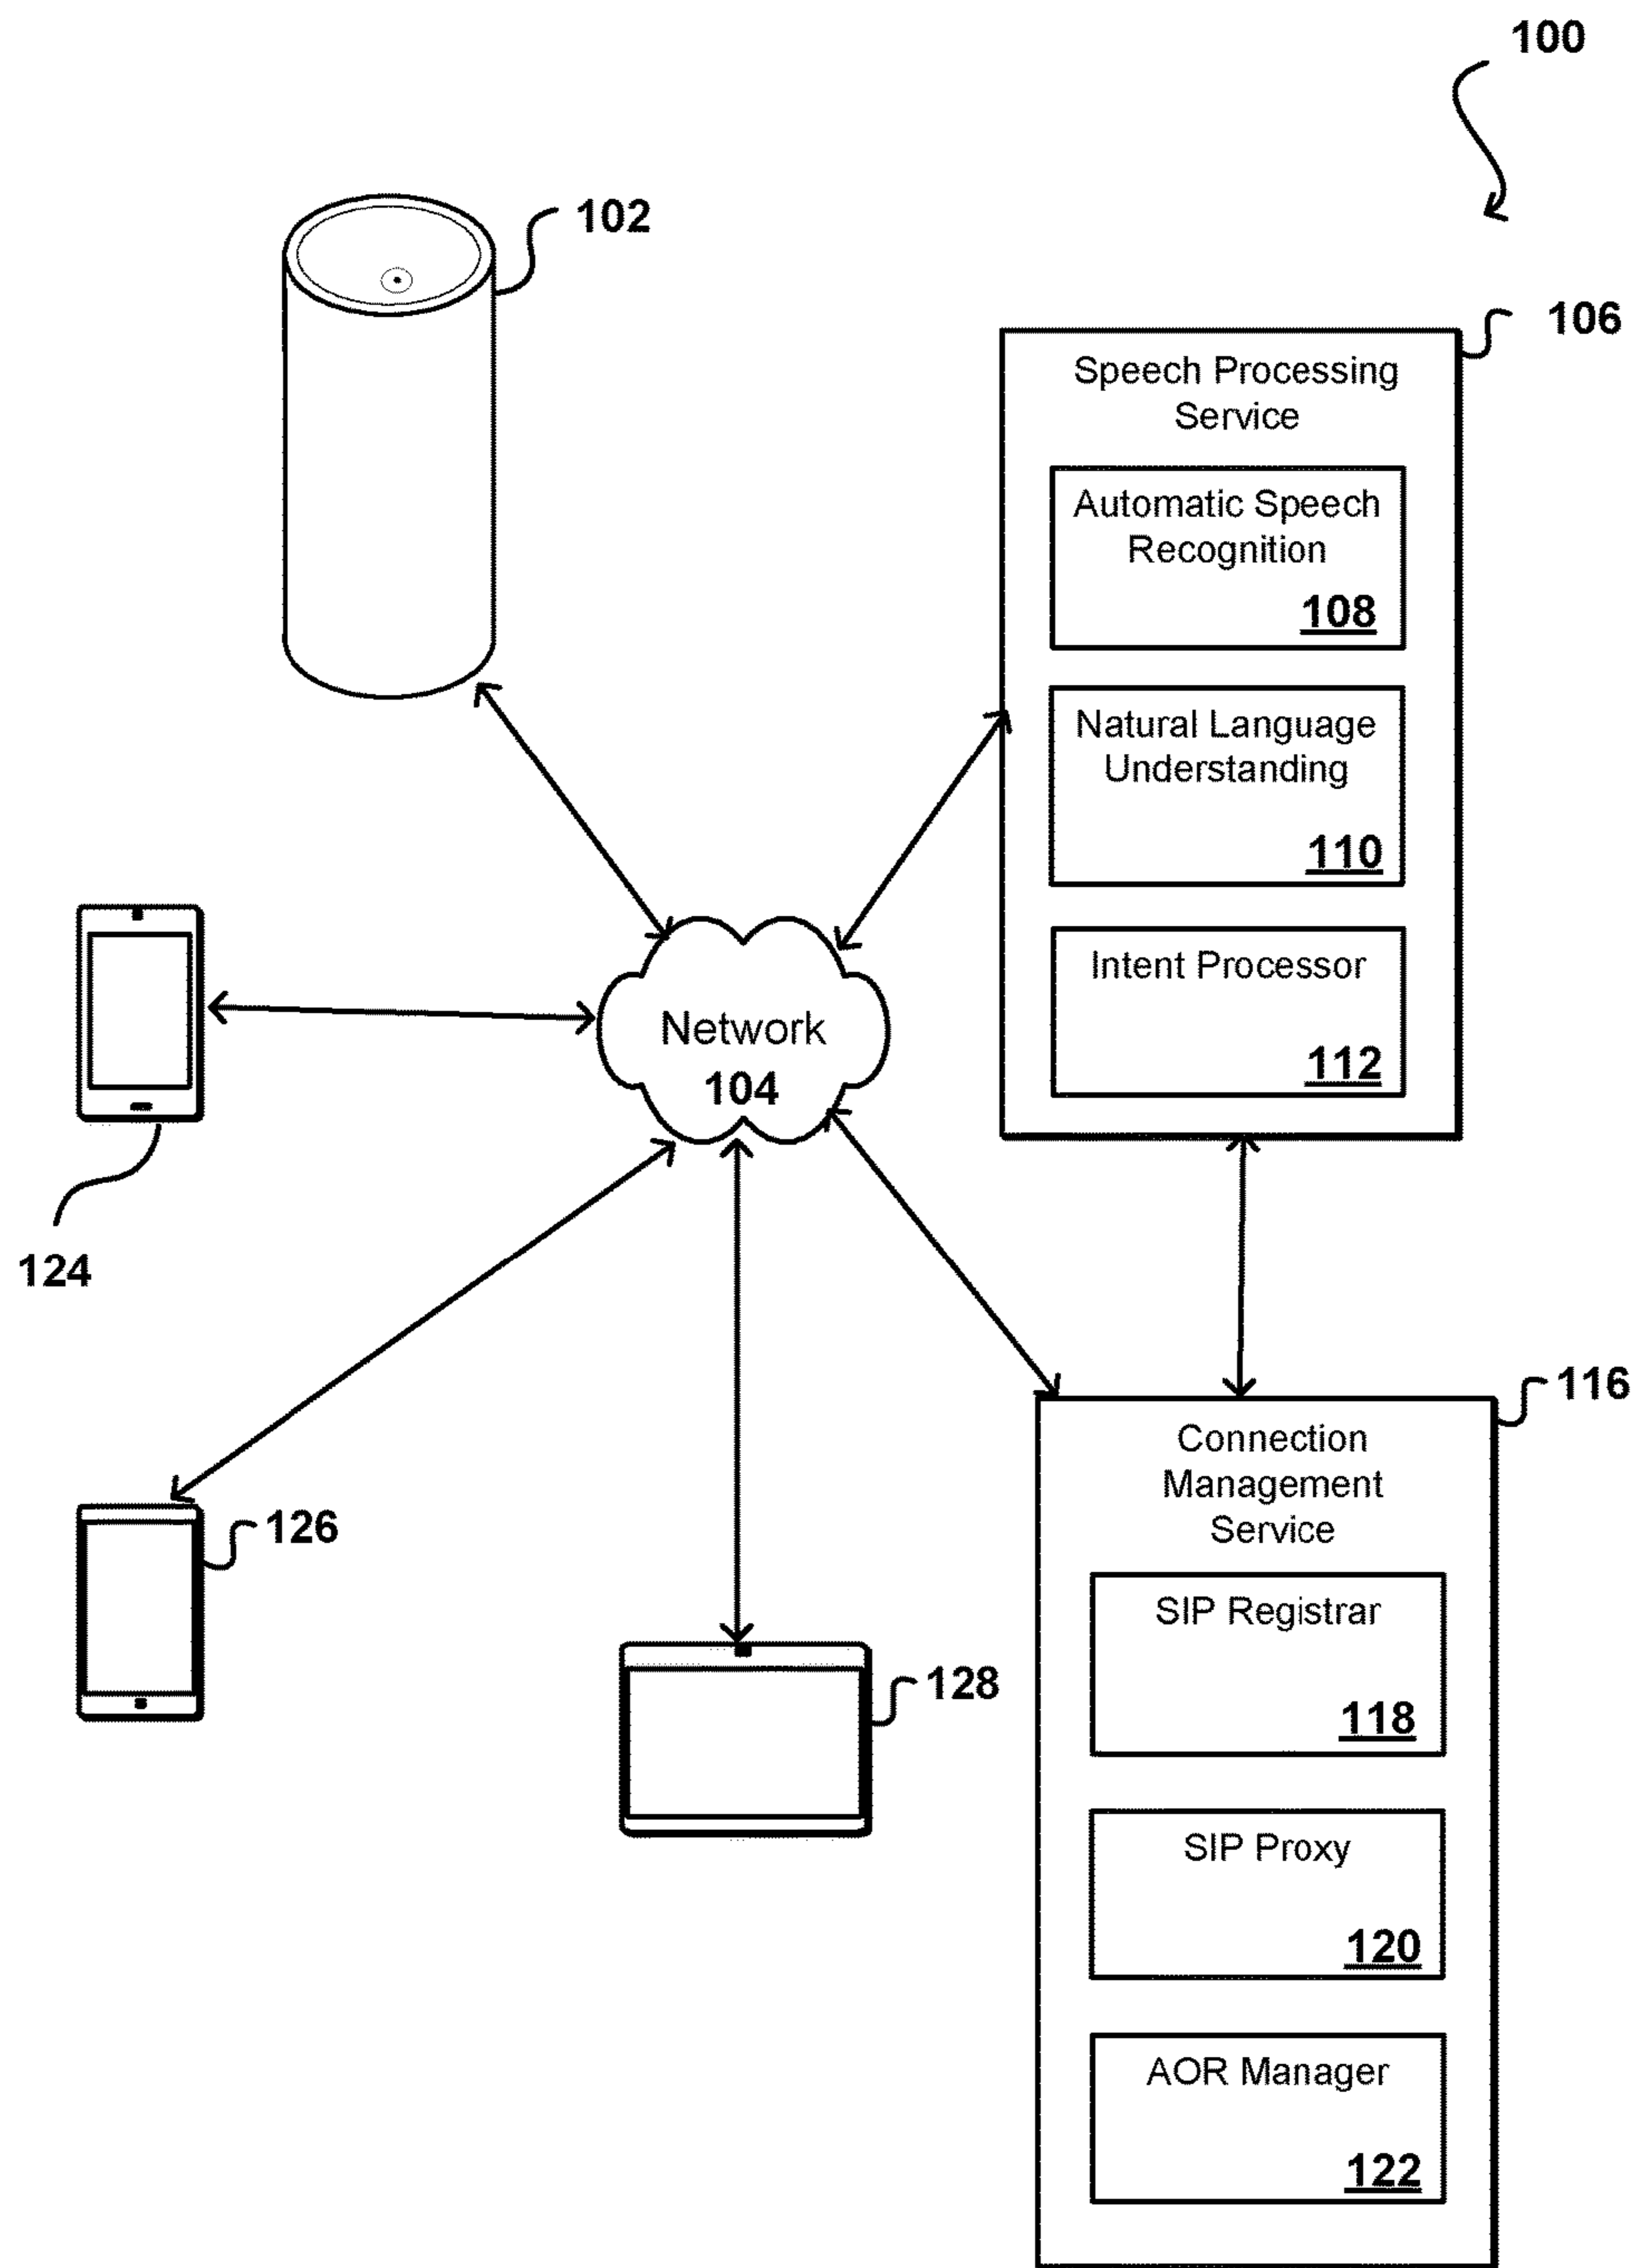 100
102
106
Speech Processing
Service
Automatic Speech
Recognition
108
Natural Language
Understanding
110
Intent Processor
112
Network
104
124
116
Connection
Management
Service
126
SIP Registrar
118
128
SIP Proxy
120
AOR Manager
122